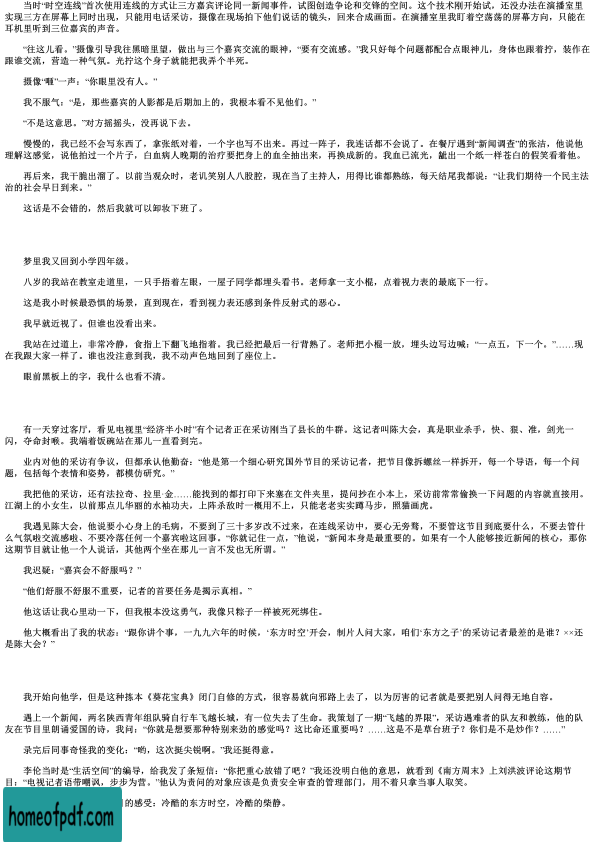 当时“时空连线”首次使用连线的方式让三方嘉宾评论同一新闻事件，试图创造争论和交锋的空间。这个技术刚开始试，还没办法在演播室里
实现三方在屏幕上同时出现，只能用电话采访，摄像在现场拍下他们说话的镜头，回来合成画面。在演播室里我盯着空荡荡的屏幕方向，只能在
耳机里听到三位嘉宾的声音。
“往这儿看。”摄像引导我往黑暗里望，做出与三个嘉宾交流的眼神，“要有交流感。”我只好每个问题都配合点眼神儿，身体也跟着拧，装作在
跟谁交流，营造一种气氛。光拧这个身子就能把我弄个半死。
摄像“咂”一声：“你眼里没有人。”
我不服气：“是，那些嘉宾的人影都是后期加上的，我根本看不见他们。”
“不是这意思。”对方摇摇头，没再说下去。
慢慢的，我已经不会写东西了，拿张纸对着，一个字也写不出来。再过一阵子，我连话都不会说了。在餐厅遇到“新闻调查”的张洁，他说他
理解这感觉，说他拍过一个片子，白血病人晚期的治疗要把身上的血全抽出来，再换成新的。我血已流光，龇出一个纸一样苍白的假笑看着他。
再后来，我干脆出溜了。以前当观众时，老讥笑别人八股腔，现在当了主持人，用得比谁都熟练，每天结尾我都说：“让我们期待一个民主法
治的社会早日到来。”
这话是不会错的，然后我就可以卸妆下班了。
梦里我又回到小学四年级。
八岁的我站在教室走道里，一只手捂着左眼，一屋子同学都埋头看书。老师拿一支小棍，点着视力表的最底下一行。
这是我小时候最恐惧的场景，直到现在，看到视力表还感到条件反射式的恶心。
我早就近视了。但谁也没看出来。
我站在过道上，非常冷静，食指上下翻飞地指着。我已经把最后一行背熟了。老师把小棍一放，埋头边写边喊：“一点五，下一个。”……现
在我跟大家一样了。谁也没注意到我，我不动声色地回到了座位上。
眼前黑板上的字，我什么也看不清。
有一天穿过客厅，看见电视里“经济半小时”有个记者正在采访刚当了县长的牛群。这记者叫陈大会，真是职业杀手，快、狠、准，剑光一
闪，夺命封喉。我端着饭碗站在那儿一直看到完。
业内对他的采访有争议，但都承认他勤奋：“他是第一个细心研究国外节目的采访记者，把节目像拆螺丝一样拆开，每一个导语，每一个问
题，包括每个表情和姿势，都模仿研究。”
我把他的采访，还有法拉奇、拉里·金……能找到的都打印下来塞在文件夹里，提问抄在小本上，采访前常常偷换一下问题的内容就直接用。
江湖上的小女生，以前那点儿华丽的水袖功夫，上阵杀敌时一概用不上，只能老老实实蹲马步，照猫画虎。
我遇见陈大会，他说要小心身上的毛病，不要到了三十多岁改不过来，在连线采访中，要心无旁骛，不要管这节目到底要什么，不要去管什
么气氛啦交流感啦、不要冷落任何一个嘉宾啦这回事。“你就记住一点，”他说，“新闻本身是最重要的。如果有一个人能够接近新闻的核心，那你
这期节目就让他一个人说话，其他两个坐在那儿一言不发也无所谓。”
我迟疑：“嘉宾会不舒服吗？”
“他们舒服不舒服不重要，记者的首要任务是揭示真相。”
他这话让我心里动一下，但我根本没这勇气，我像只粽子一样被死死绑住。
他大概看出了我的状态：“跟你讲个事，一九九六年的时候，‘东方时空’开会，制片人问大家，咱们‘东方之子’的采访记者最差的是谁？××还
是陈大会？”
我开始向他学，但是这种拣本《葵花宝典》闭门自修的方式，很容易就向邪路上去了，以为厉害的记者就是要把别人问得无地自容。
遇上一个新闻，两名陕西青年组队骑自行车飞越长城，有一位失去了生命。我策划了一期“飞越的界限”，采访遇难者的队友和教练，他的队
友在节目里朗诵爱国的诗，我问：“你就是想要那种特别来劲的感觉吗？这比命还重要吗？……这是不是草台班子？你们是不是炒作？……”
录完后同事奇怪我的变化：“哟，这次挺尖锐啊。”我还挺得意。
李伦当时是“生活空间”的编导，给我发了条短信：“你把重心放错了吧？”我还没明白他的意思，就看到《南方周末》上刘洪波评论这期节
目：“电视记者语带嘲讽，步步为营。”他认为责问的对象应该是负责安全审查的管理部门，用不着只拿当事人取笑。
的感受：冷酷的东方时空，冷酷的柴静。
homeofpdf.com